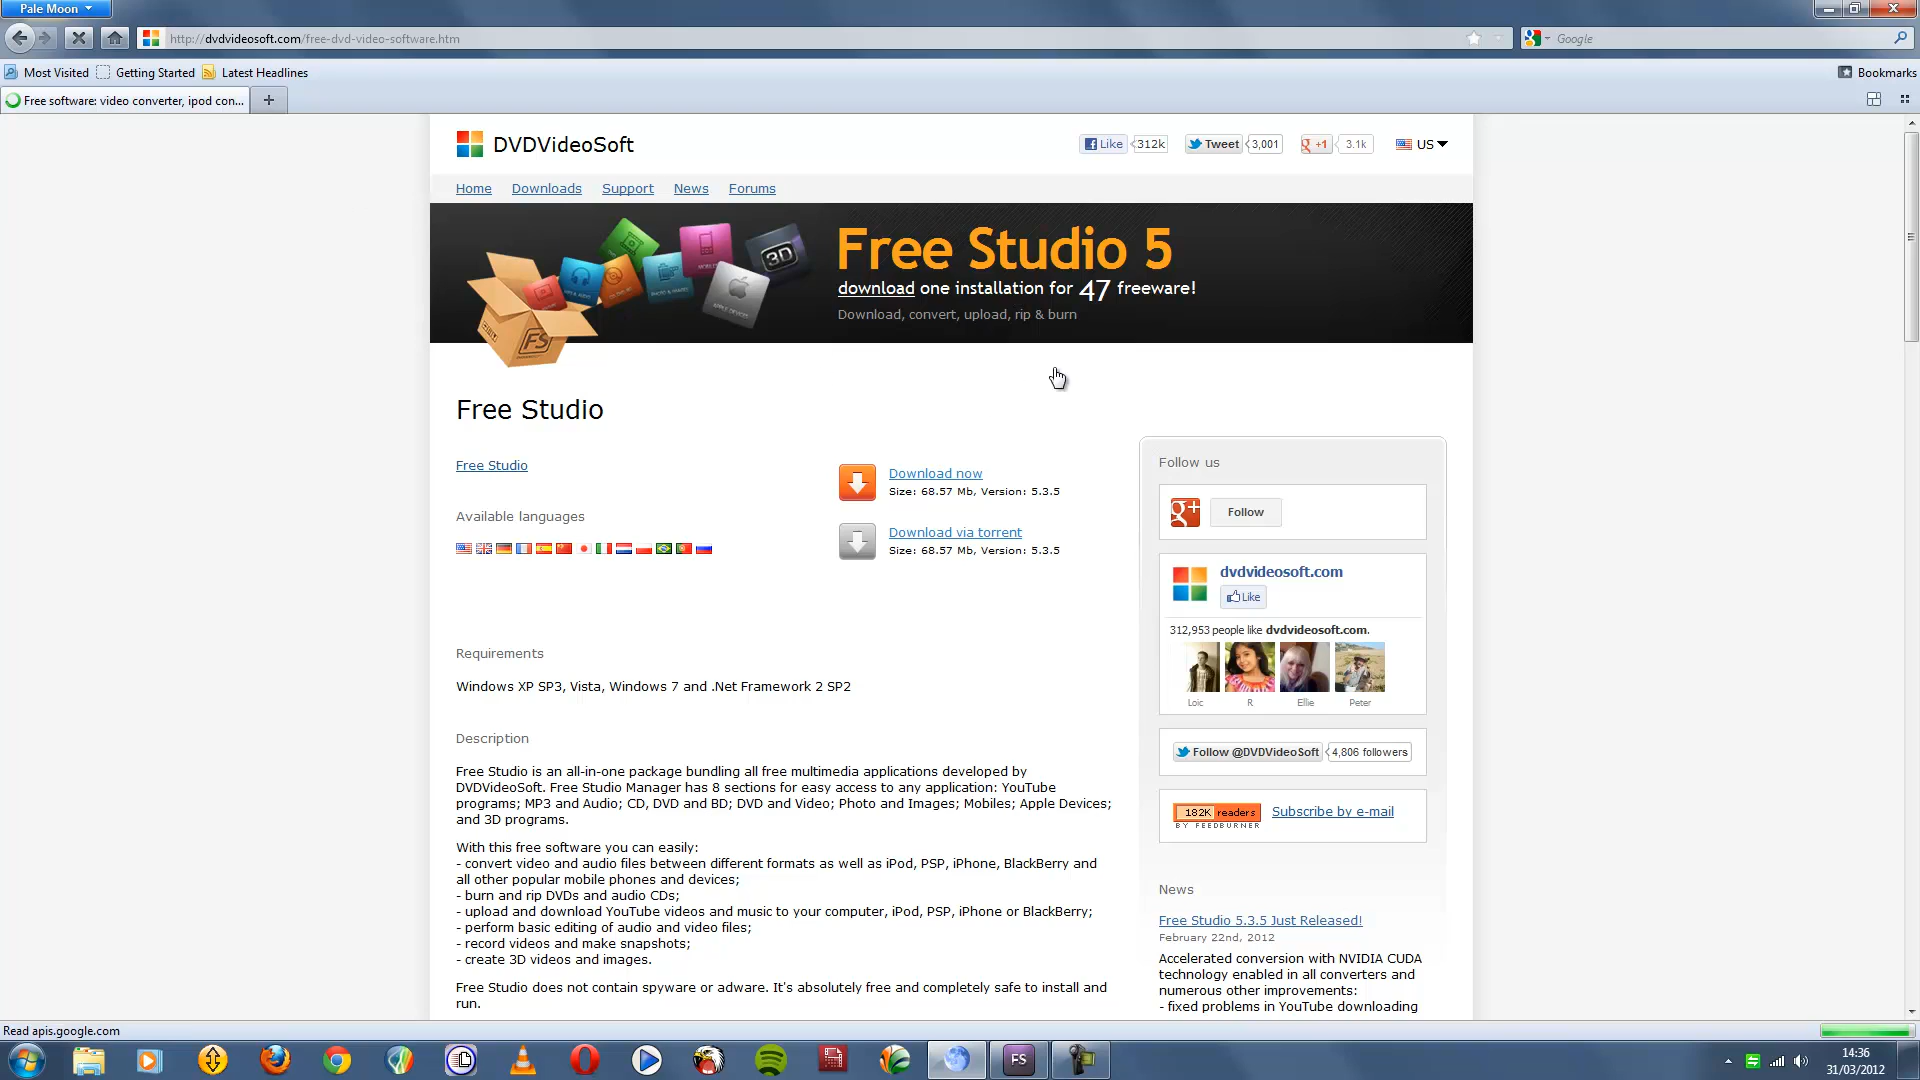 Pale Moon
http://dvdvideosoft.com/free-dvd-video-software.htm
Google
Most Visited
Getting Started
Latest Headlines
Bookmarks
Free software: video converter, ipod con...
DVDVideoSoft
Like
312k
Tweet
3,001
+1
3.1k
US
Home
Downloads
Support
News
Forums
3D
FS
Free Studio 5
download one installation for 47 freeware!
Download, convert, upload, rip & burn
Free Studio
Free Studio
Available languages
Download now
Size: 68.57 Mb, Version: 5.3.5
Download via torrent
Size: 68.57 Mb, Version: 5.3.5
Requirements
Windows XP SP3, Vista, Windows 7 and .Net Framework 2 SP2
Description
Free Studio is an all-in-one package bundling all free multimedia applications developed by
DVDVideoSoft. Free Studio Manager has 8 sections for easy access to any application: YouTube
programs; MP3 and Audio; CD, DVD and BD; DVD and Video; Photo and Images; Mobiles; Apple Devices;
and 3D programs.
With this free software you can easily:
- convert video and audio files between different formats as well as iPod, PSP, iPhone, BlackBerry and
all other popular mobile phones and devices;
- burn and rip DVDs and audio CDs;
- upload and download YouTube videos and music to your computer, iPod, PSP, iPhone or BlackBerry;
- perform basic editing of audio and video files;
- record videos and make snapshots;
- create 3D videos and images.
Free Studio does not contain spyware or adware. It's absolutely free and completely safe to install and
run.
Follow us
g+
Follow
dvdvideosoft.com
Like
312,953 people like dvdvideosoft.com.
Loic
R
Ellie
Peter
Follow @DVDVideoSoft
4,806 followers
182K readers
BY FEEDBURNER
Subscribe by e-mail
News
Free Studio 5.3.5 Just Released!
February 22nd, 2012
Accelerated conversion with NVIDIA CUDA
technology enabled in all converters and
numerous other improvements:
- fixed problems in YouTube downloading
Read apis.google.com
FS
14:36
31/03/2012